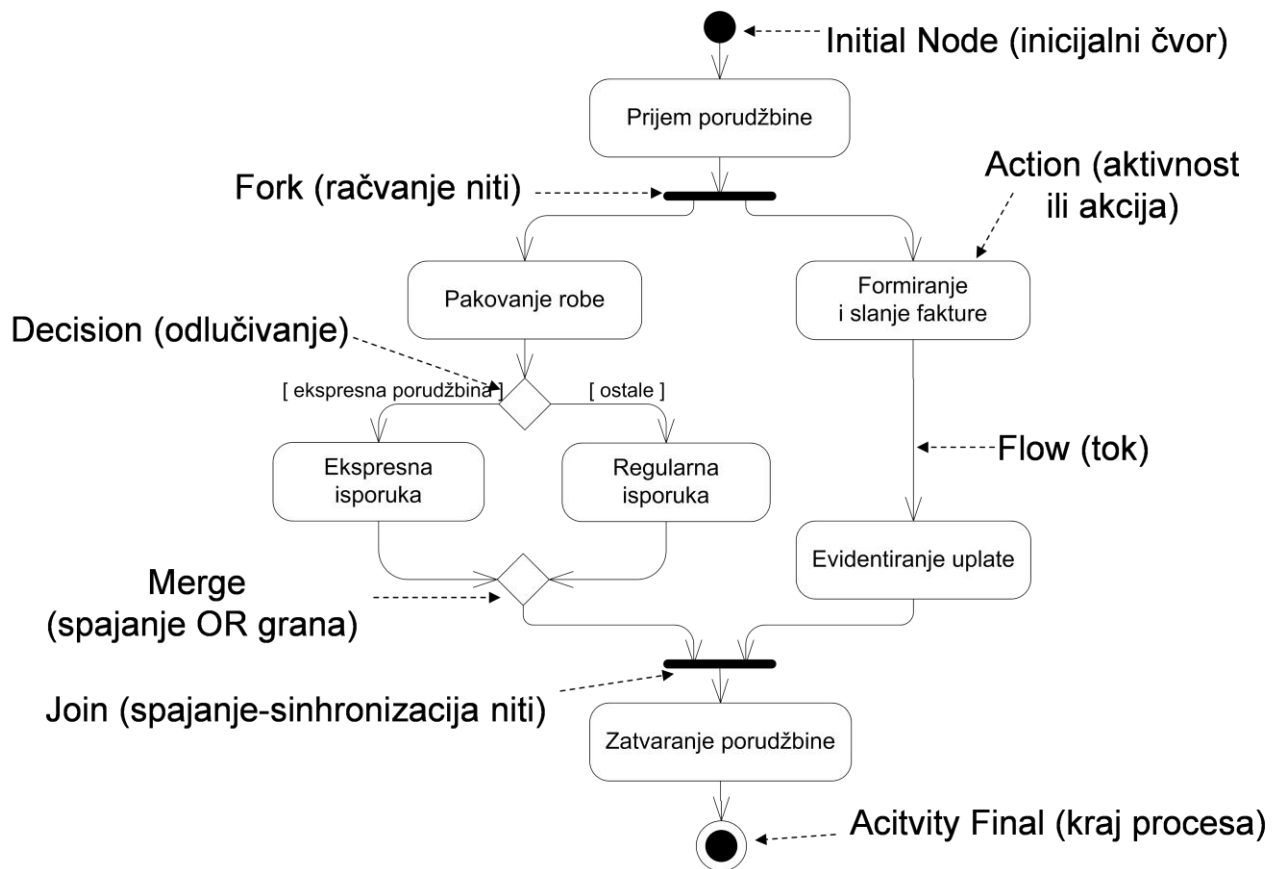 Initial Node (inicijalni čvor)
Prijem porudžbine
Fork (račvanje niti)
Action (aktivnost
ili akcija)
Pakovanje robe
Formiranje
i slanje fakture
Decision (odlučivanje)
[ ekspresna porudžbina ]
[ ostale ]
Ekspresna
isporuka
Regularna
isporuka
Flow (tok)
Evidentiranje uplate
Merge
(spajanje OR grana)
Join (spajanje-sinhronizacija niti)
Zatvaranje porudžbine
Acitvity Final (kraj procesa)